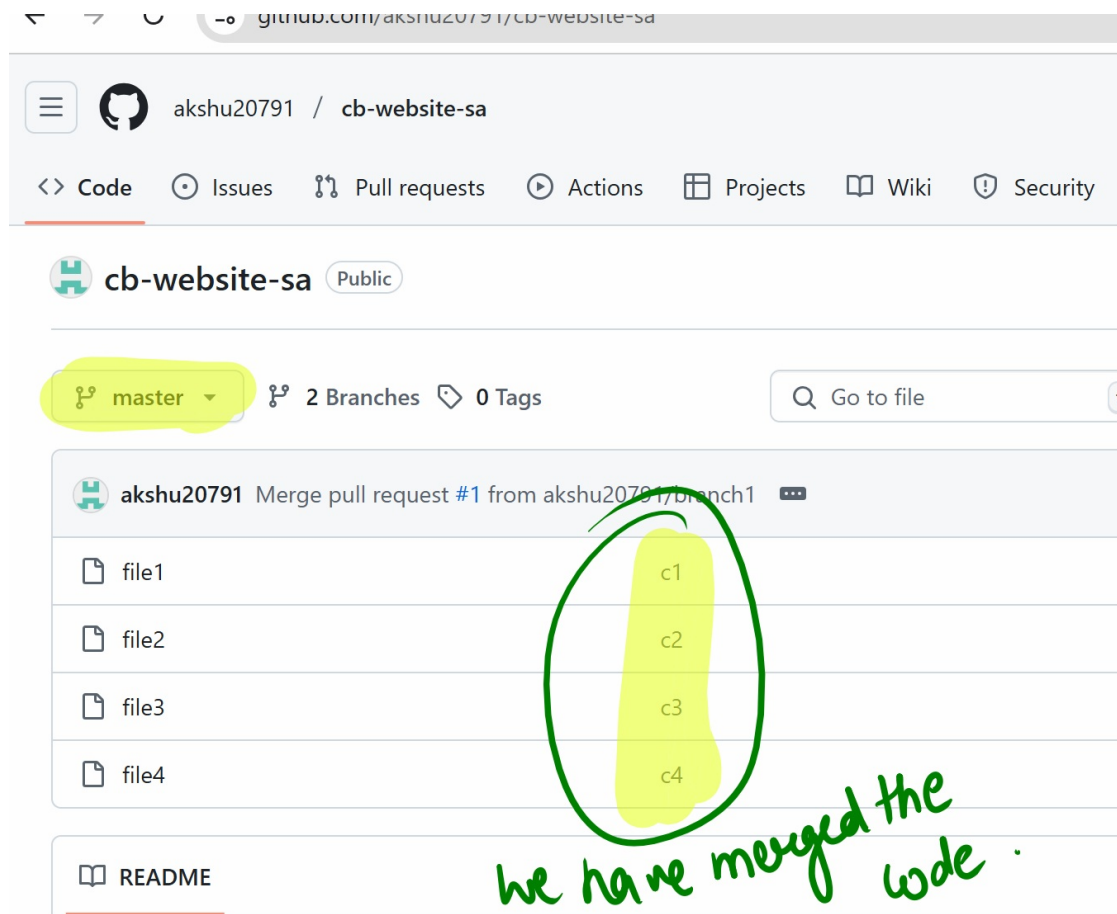 github.com/akshu20791/cb-website-sa
akshu20791 / cb-website-sa
Code Issues Pull requests Actions Projects Wiki Security
cb-website-sa Public
master 2 Branches 0 Tags Go to file
akshu20791 Merge pull request #1 from akshu20791/branch1
file1 c1
file2 c2
file3 c3
file4 c4
README
we have merged the
code.